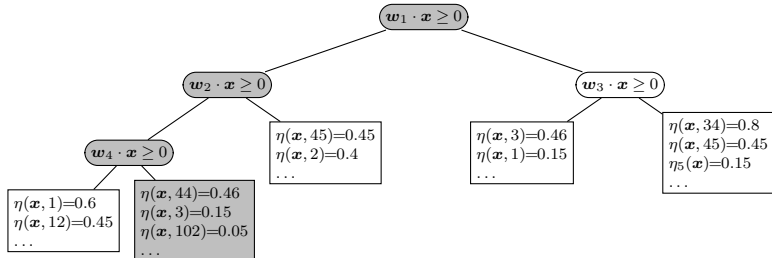 w₁ · x ≥ 0
w₂ · x ≥ 0
w₃ · x ≥ 0
w₄ · x ≥ 0
η(x, 45)=0.45
η(x, 2)=0.4
...
η(x, 3)=0.46
η(x, 1)=0.15
...
η(x, 34)=0.8
η(x, 45)=0.45
η₅(x)=0.15
...
η(x, 1)=0.6
η(x, 12)=0.45
...
η(x, 44)=0.46
η(x, 3)=0.15
η(x, 102)=0.05
...